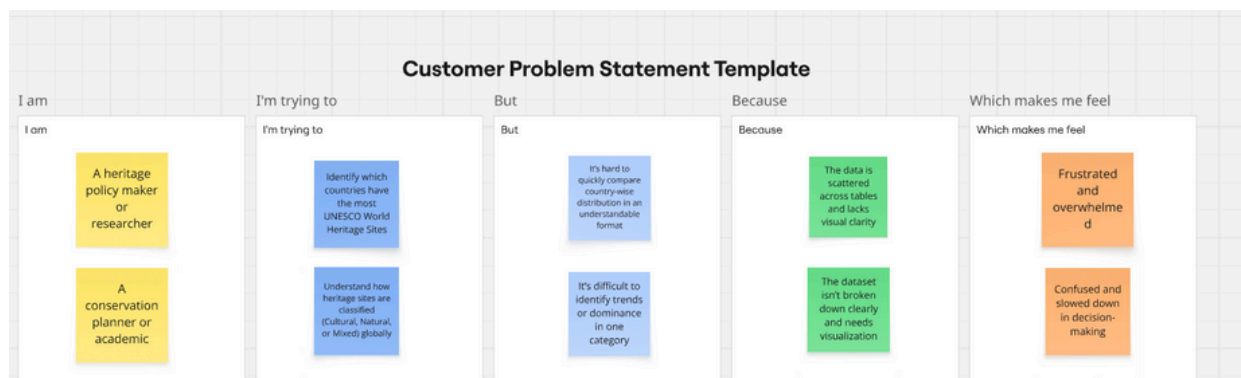 Customer Problem Statement Template
I am
I'm trying to
But
Because
Which makes me feel
I am
I'm trying to
But
Because
Which makes me feel
A heritage
policy maker
or
researcher
Identify which
countries have
the most
UNESCO World
Heritage Sites
It's hard to
quickly compare
country-wise
distribution in an
understandable
format
The data is
scattered
across tables
and lacks
visual clarity
Frustrated
and
overwhelme
d
A
conservation
planner or
academic
Understand how
heritage sites are
classified
(Cultural, Natural,
or Mixed) globally
It's difficult to
identify trends
or dominance
in one
category
The dataset
isn't broken
down clearly
and needs
visualization
Confused and
slowed down
in decision-
making